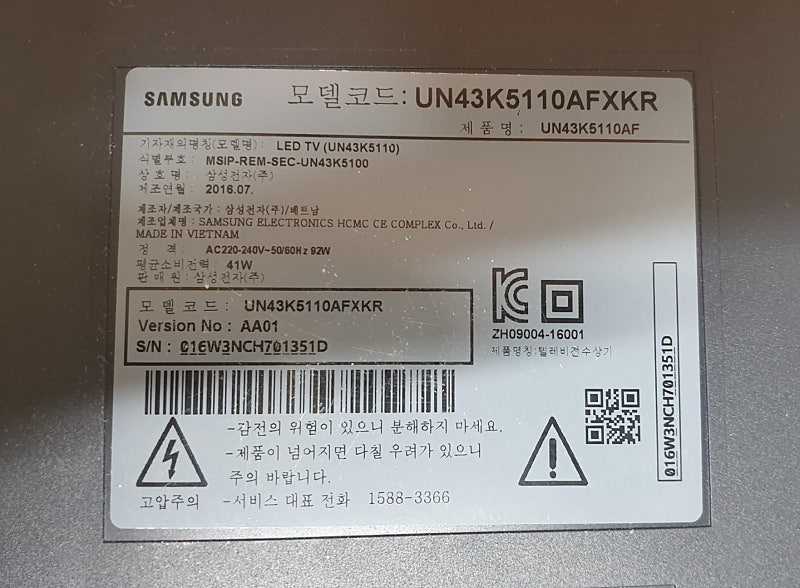 SAMSUNG 모델코드: UN43K5110AFXKR
제 품 명 : UN43K5110AF
기자재의명칭(모델명): LED TV (UN43K5110)
식별부호: MSIP-REM-SEC-UN43K5100
상 호 명 : 삼성전자(주)
제조연월 : 2016.07.
제조자/제조국가 : 삼성전자(주)/베트남
제조업체명 : SAMSUNG ELECTRONICS HCMC CE COMPLEX Co., Ltd. /
MADE IN VIETNAM
정 격 : AC220-240V~50/60Hz 92W
평균소비전력 : 41W
판 매 원 : 삼성전자(주)
모 델 코 드 : UN43K5110AFXKR
Version No : AA01
S/N : 016W3NCH701351D
ZH09004-16001
제품명칭:텔레비전수상기
016W3NCH701351D
-감전의 위험이 있으니 분해하지 마세요.
-제품이 넘어지면 다칠 우려가 있으니
주의 바랍니다.
고압주의 -서비스 대표 전화 1588-3366